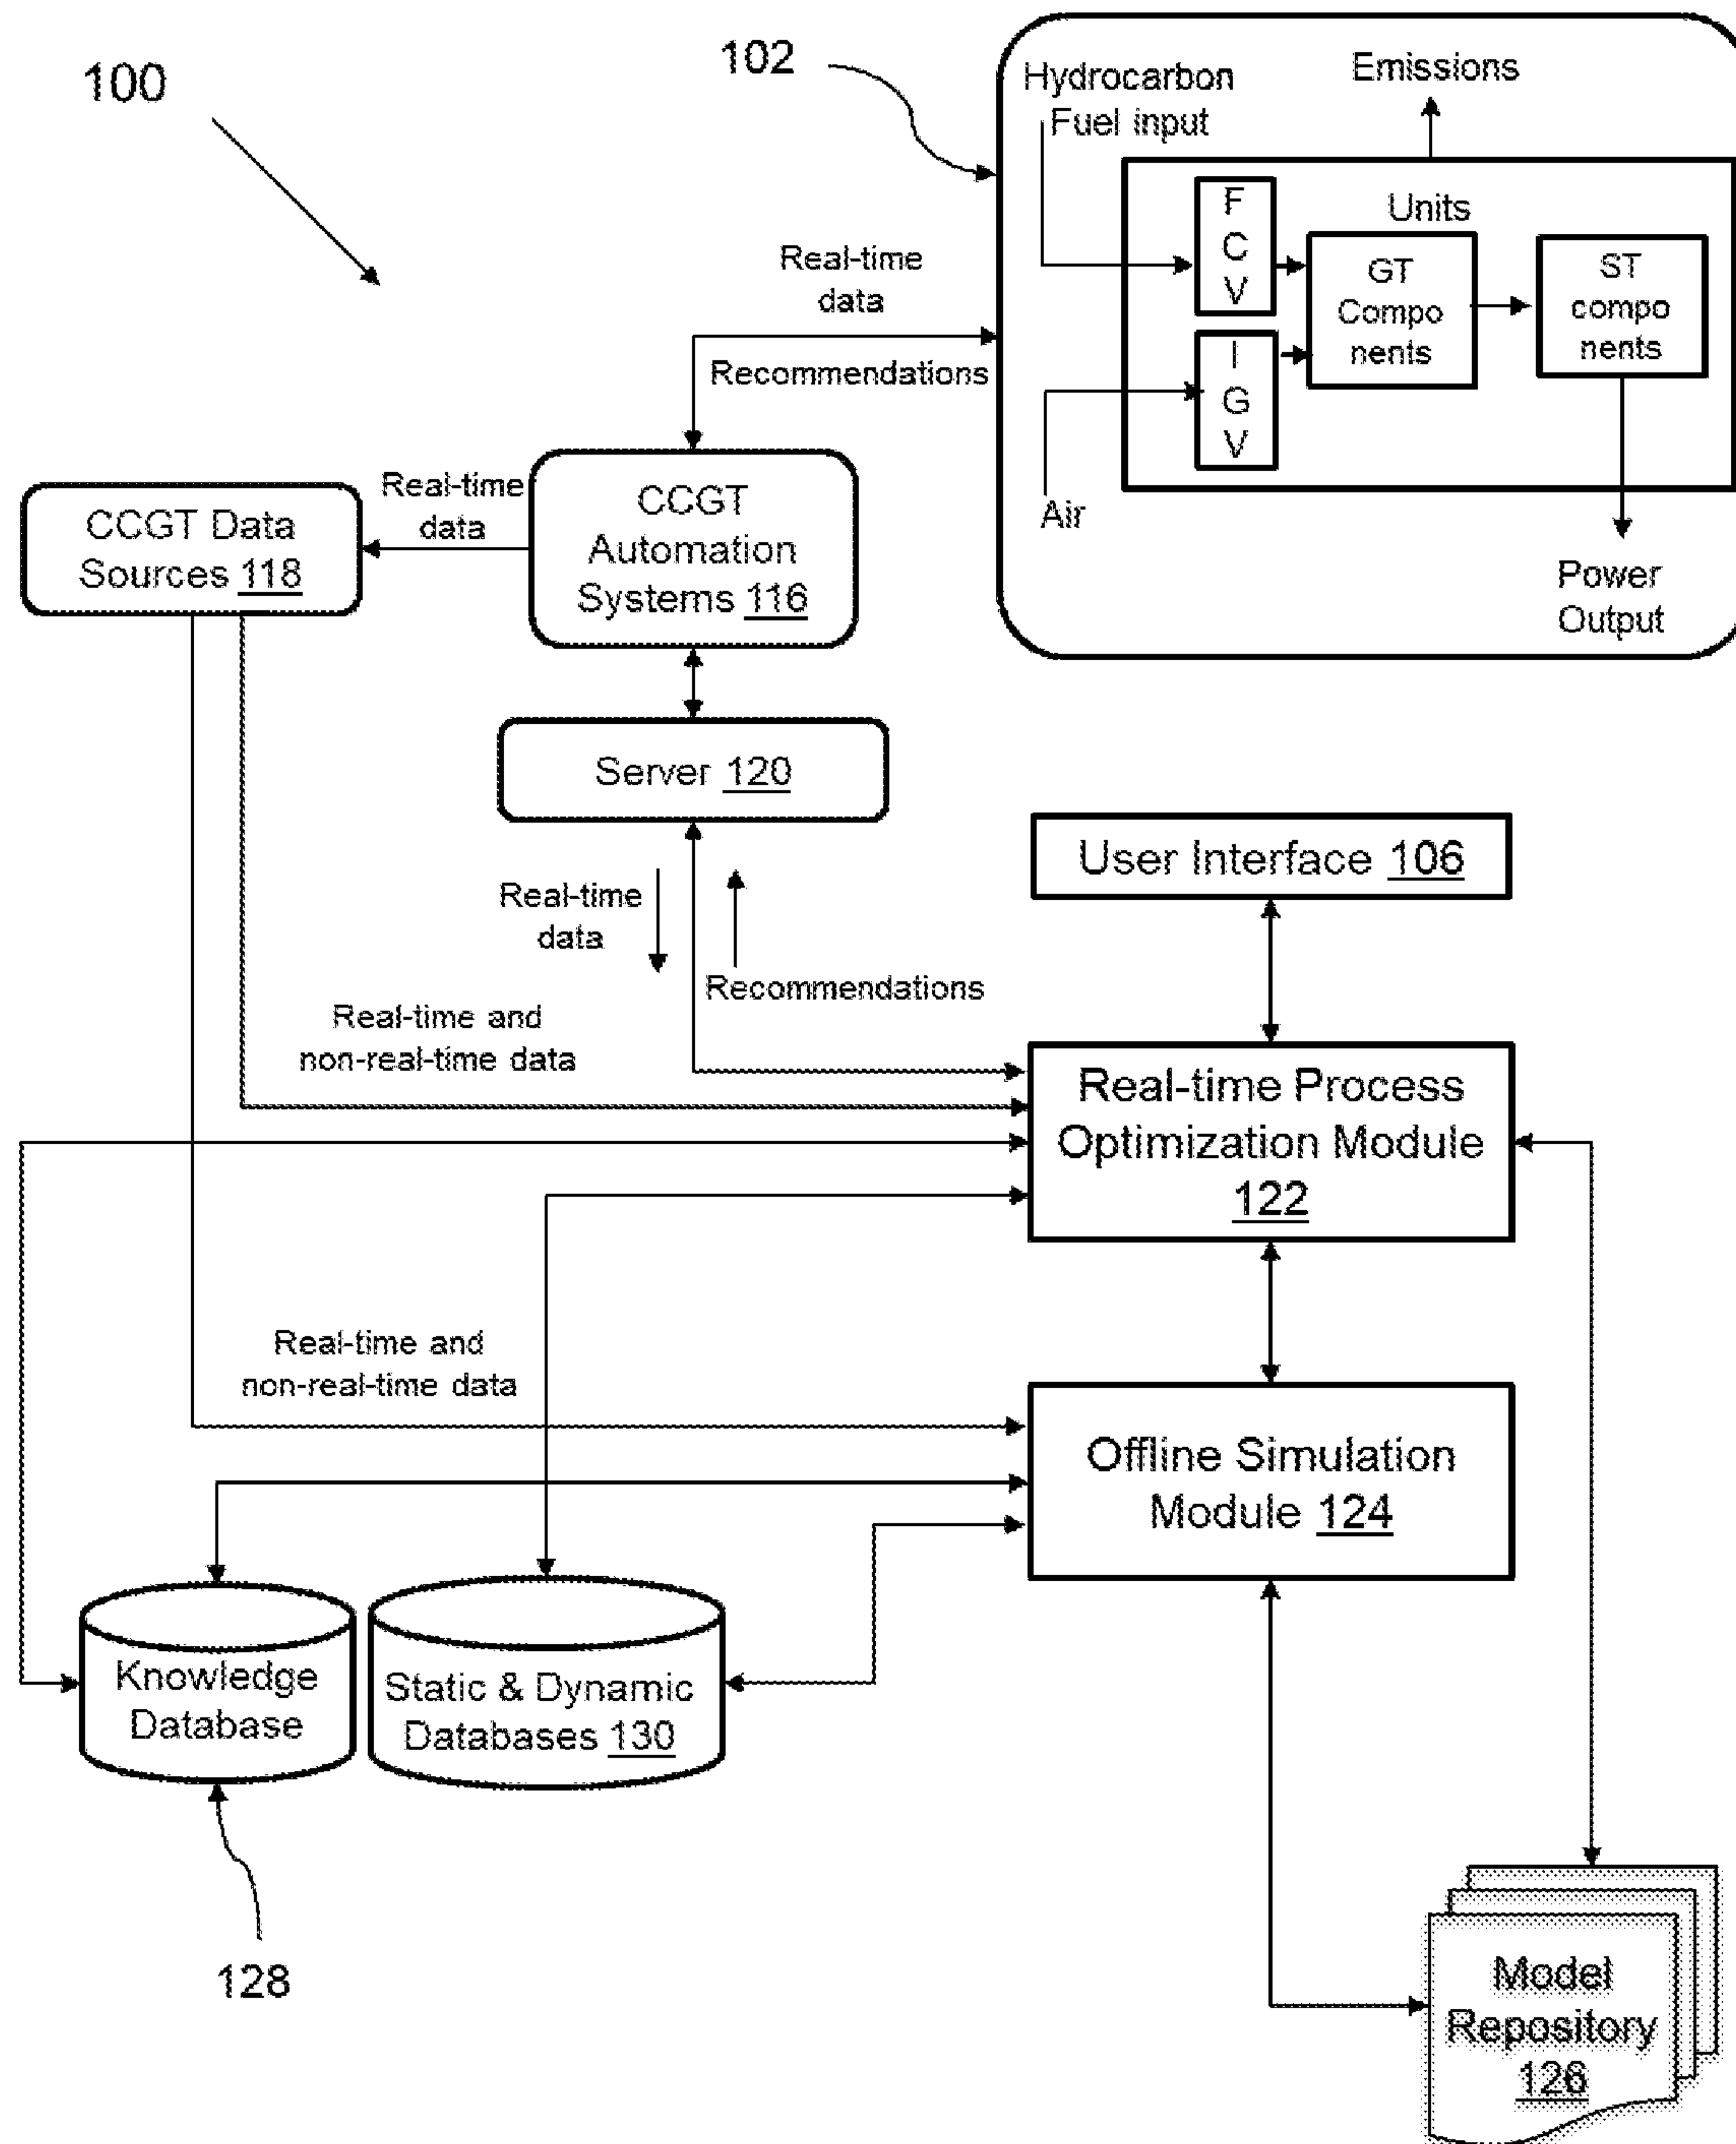 100
102
Hydrocarbon
Fuel input
Emissions
Units
F
C
V
GT
Compo
nents
ST
compo
nents
I
G
V
Air
Power
Output
Real-time
data
Recommendations
CCGT Data
Sources 118
Real-time
data
CCGT
Automation
Systems 116
Server 120
Real-time
data
Recommendations
User Interface 106
Real-time and
non-real-time data
Real-time Process
Optimization Module
122
Real-time and
non-real-time data
Offline Simulation
Module 124
Knowledge
Database
Static & Dynamic
Databases 130
128
Model
Repository
126